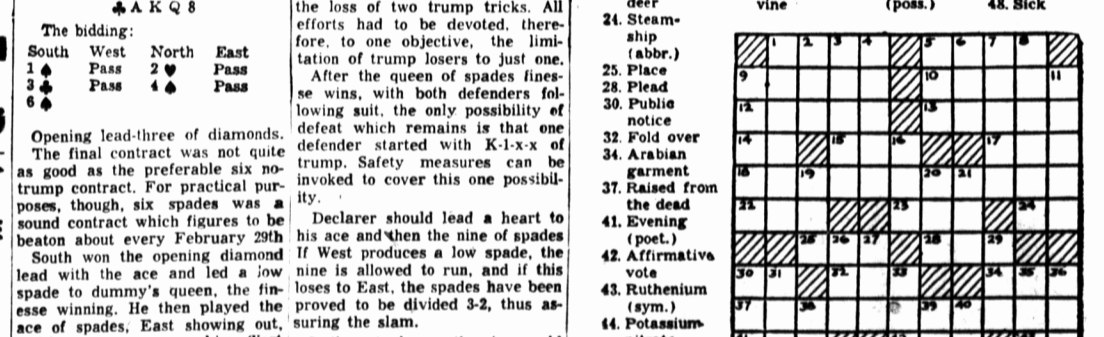 ♣ A K Q 8
The bidding:
South West North East
1 ♠ Pass 2 ♥ Pass
3 ♣ Pass 4 ♠ Pass
6 ♠
Opening lead-three of diamonds.
The final contract was not quite
as good as the preferable six no-
trump contract. For practical pur-
poses, though, six spades was a
sound contract which figures to be
beaten about every February 29th
South won the opening diamond
lead with the ace and led a low
spade to dummy's queen, the fin-
esse winning. He then played the
ace of spades, East showing out,
the loss of two trump tricks. All
efforts had to be devoted, there-
fore, to one objective, the limi-
tation of trump losers to just one.
After the queen of spades fines-
se wins, with both defenders fol-
lowing suit, the only possibility of
defeat which remains is that one
defender started with K-1-x-x of
trump. Safety measures can be
invoked to cover this one possibil-
ity.
Declarer should lead a heart to
his ace and then the nine of spades
If West produces a low spade, the
nine is allowed to run, and if this
loses to East, the spades have been
proved to be divided 3-2, thus as-
suring the slam.
deer
24. Steam-
ship
(abbr.)
25. Place
28. Plead
30. Public
notice
32. Fold over
34. Arabian
garment
37. Raised from
the dead
41. Evening
(poet.)
42. Affirmative
vote
43. Ruthenium
(sym.)
44. Potassium
vine
(poss.)
48. Sick
1 2 3 4 5 6 7 8
9 10 11
12 13
14 15 16 17
18 19 20 21
22 23 24
25 26 27 28 29
30 31 32 33 34 35 36
37 38 39 40